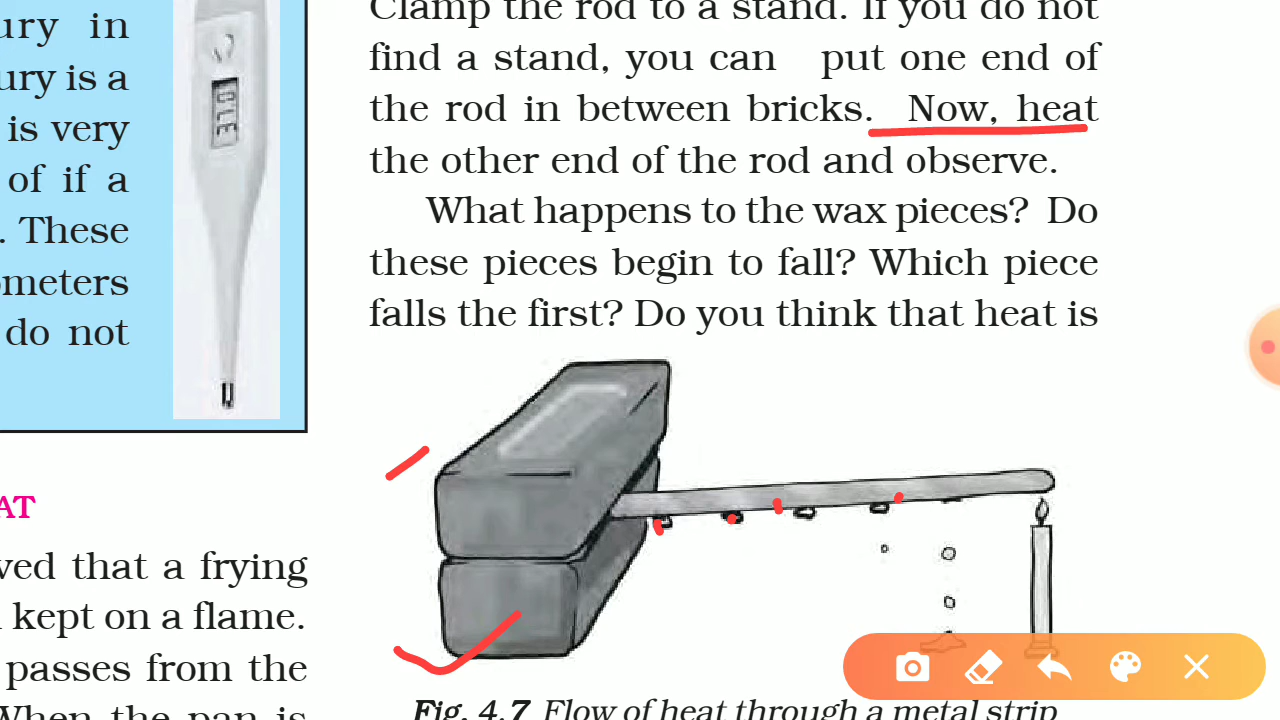 ury in
ury is a
is very
of if a
. These
ometers
do not
AT
ved that a frying
kept on a flame.
passes from the
When the pan is
Clamp the rod to a stand. If you do not
find a stand, you can put one end of
the rod in between bricks. Now, heat
the other end of the rod and observe.
What happens to the wax pieces? Do
these pieces begin to fall? Which piece
falls the first? Do you think that heat is
Fig. 4.7 Flow of heat through a metal strip